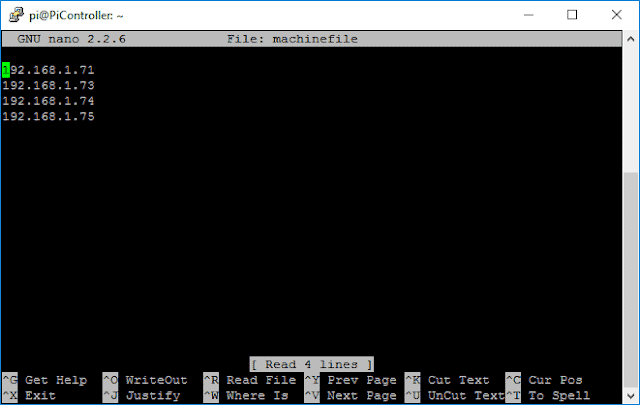 pi@PiController: ~
GNU nano 2.2.6 File: machinefile
192.168.1.71
192.168.1.73
192.168.1.74
192.168.1.75
[ Read 4 lines ]
^G Get Help ^O WriteOut ^R Read File ^Y Prev Page ^K Cut Text ^C Cur Pos
^X Exit ^J Justify ^W Where Is ^V Next Page ^U UnCut Text ^T To Spell